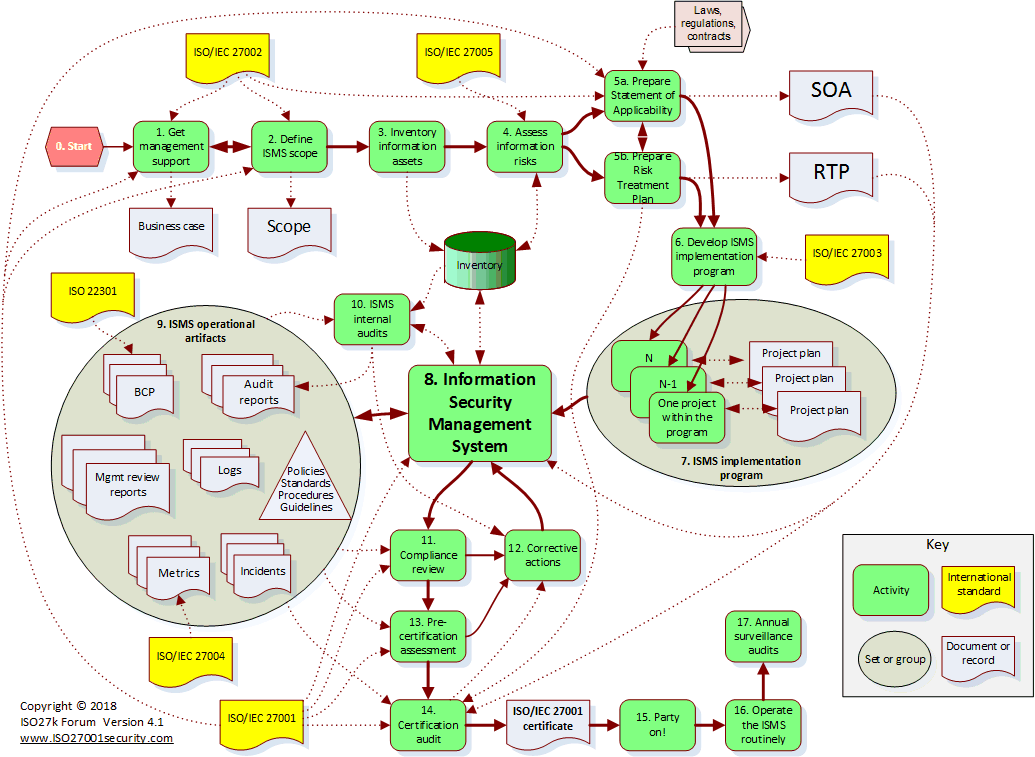 Laws,
regulations,
contracts
ISO/IEC 27002
ISO/IEC 27005
5a. Prepare
Statement of
Applicability
SOA
0. Start
1. Get
management
support
2. Define
ISMS scope
3. Inventory
information
assets
4. Assess
information
risks
5b. Prepare
Risk
Treatment
Plan
RTP
Business case
Scope
6. Develop ISMS
implementation
program
ISO/IEC 27003
Inventory
ISO 22301
10. ISMS
internal
audits
9. ISMS operational
artifacts
BCP
Audit
reports
Mgmt review
reports
Logs
Policies
Standards
Procedures
Guidelines
Metrics
Incidents
8. Information
Security
Management
System
N
N-1
One project
within the
program
Project plan
Project plan
Project plan
7. ISMS implementation
program
11.
Compliance
review
12. Corrective
actions
13. Pre-
certification
assessment
ISO/IEC 27004
ISO/IEC 27001
14.
Certification
audit
ISO/IEC 27001
certificate
15. Party
on!
16. Operate
the ISMS
routinely
17. Annual
surveillance
audits
Key
Activity
International
standard
Set or group
Document or
record
Copyright © 2018
ISO27k Forum Version 4.1
www.ISO27001security.com